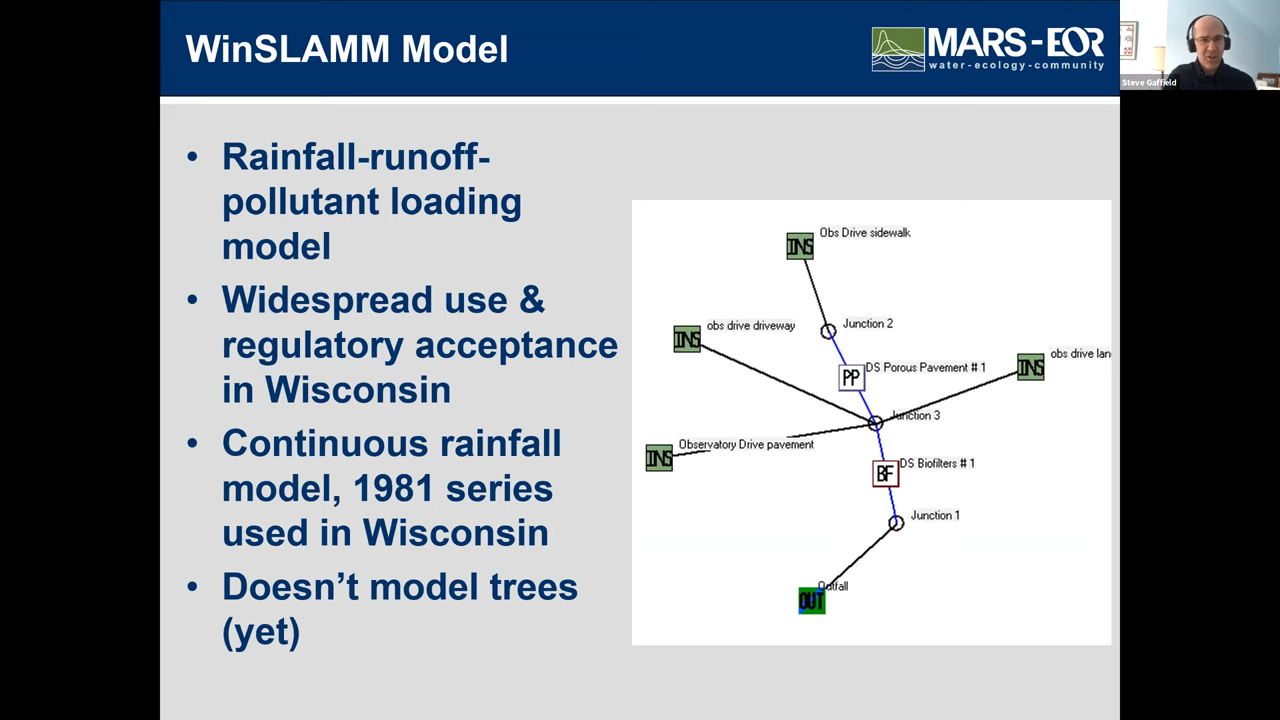 WinSLAMM Model
MARS-EOR
water-ecology-community
Steve Gaffield
• Rainfall-runoff-
pollutant loading
model
• Widespread use &
regulatory acceptance
in Wisconsin
• Continuous rainfall
model, 1981 series
used in Wisconsin
• Doesn't model trees
(yet)
INS
Obs Drive sidewalk
Junction 2
INS
obs drive driveway
INS
obs drive lan
PP
DS Porous Pavement # 1
Junction 3
INS
Observatory Drive pavement
BF
DS Biofilters # 1
Junction 1
Outfall
OUT